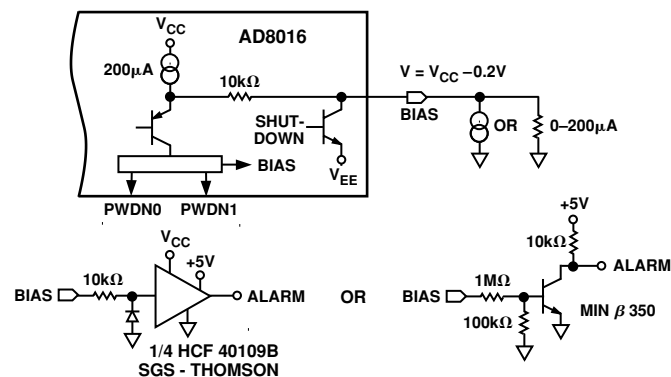 AD8016
VCC
200µA
10kΩ
V = VCC –0.2V
BIAS
SHUT-
DOWN
OR
0–200µA
BIAS
VEE
PWDN0
PWDN1
VCC
+5V
10kΩ
BIAS
ALARM
1/4 HCF 40109B
SGS - THOMSON
OR
+5V
10kΩ
ALARM
BIAS
1MΩ
100kΩ
MIN β 350